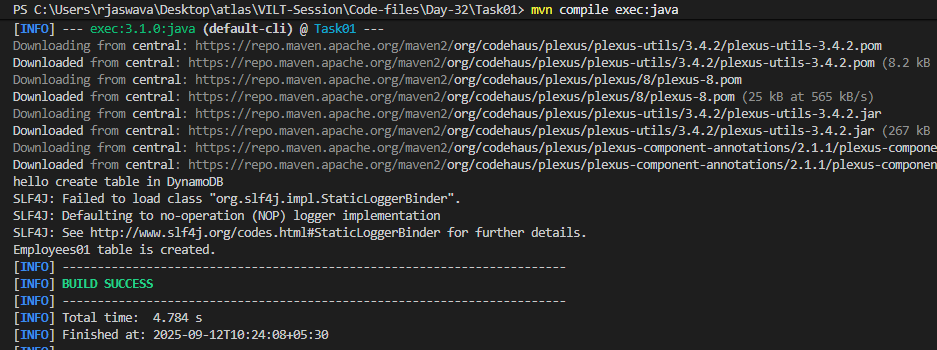 PS C:\Users\rjaswava\Desktop\atlas\VILT-Session\Code-files\Day-32\Task01> mvn compile exec:java
[INFO] --- exec:3.1.0:java (default-cli) @ Task01 ---
Downloading from central: https://repo.maven.apache.org/maven2/org/codehaus/plexus/plexus-utils/3.4.2/plexus-utils-3.4.2.pom
Downloaded from central: https://repo.maven.apache.org/maven2/org/codehaus/plexus/plexus-utils/3.4.2/plexus-utils-3.4.2.pom (8.2 kB
Downloading from central: https://repo.maven.apache.org/maven2/org/codehaus/plexus/plexus/8/plexus-8.pom
Downloaded from central: https://repo.maven.apache.org/maven2/org/codehaus/plexus/plexus/8/plexus-8.pom (25 kB at 565 kB/s)
Downloading from central: https://repo.maven.apache.org/maven2/org/codehaus/plexus/plexus-utils/3.4.2/plexus-utils-3.4.2.jar
Downloaded from central: https://repo.maven.apache.org/maven2/org/codehaus/plexus/plexus-utils/3.4.2/plexus-utils-3.4.2.jar (267 kB
Downloading from central: https://repo.maven.apache.org/maven2/org/codehaus/plexus/plexus-component-annotations/2.1.1/plexus-compone
Downloaded from central: https://repo.maven.apache.org/maven2/org/codehaus/plexus/plexus-component-annotations/2.1.1/plexus-componen
hello create table in DynamoDB
SLF4J: Failed to load class "org.slf4j.impl.StaticLoggerBinder".
SLF4J: Defaulting to no-operation (NOP) logger implementation
SLF4J: See http://www.slf4j.org/codes.html#StaticLoggerBinder for further details.
Employees01 table is created.
[INFO] ------------------------------------------------------------------------
[INFO] BUILD SUCCESS
[INFO] ------------------------------------------------------------------------
[INFO] Total time:  4.784 s
[INFO] Finished at: 2025-09-12T10:24:08+05:30